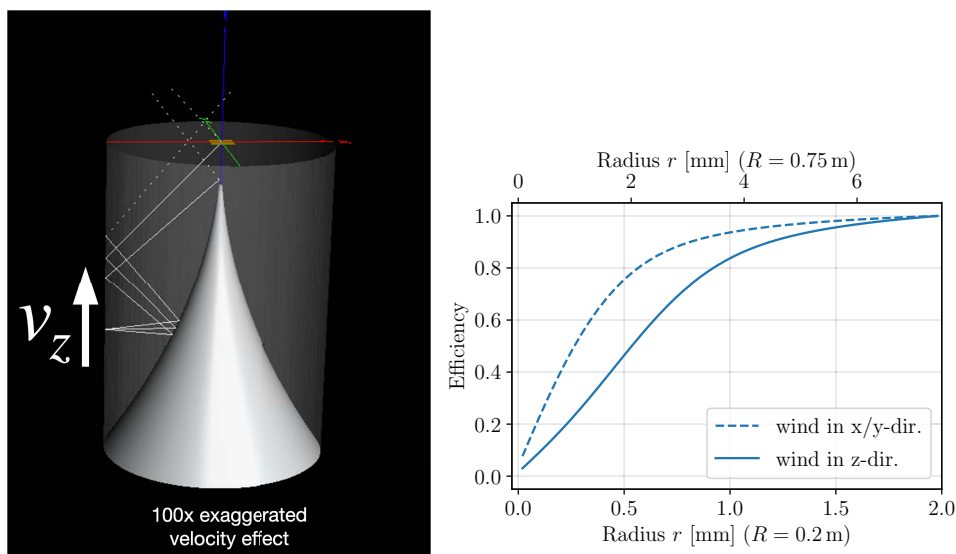 v_z
100x exaggerated
velocity effect
Radius r [mm] (R = 0.75 m)
0 2 4 6
1.0
0.8
0.6
0.4
0.2
0.0
Efficiency
wind in x/y-dir.
wind in z-dir.
0.0 0.5 1.0 1.5 2.0
Radius r [mm] (R = 0.2 m)